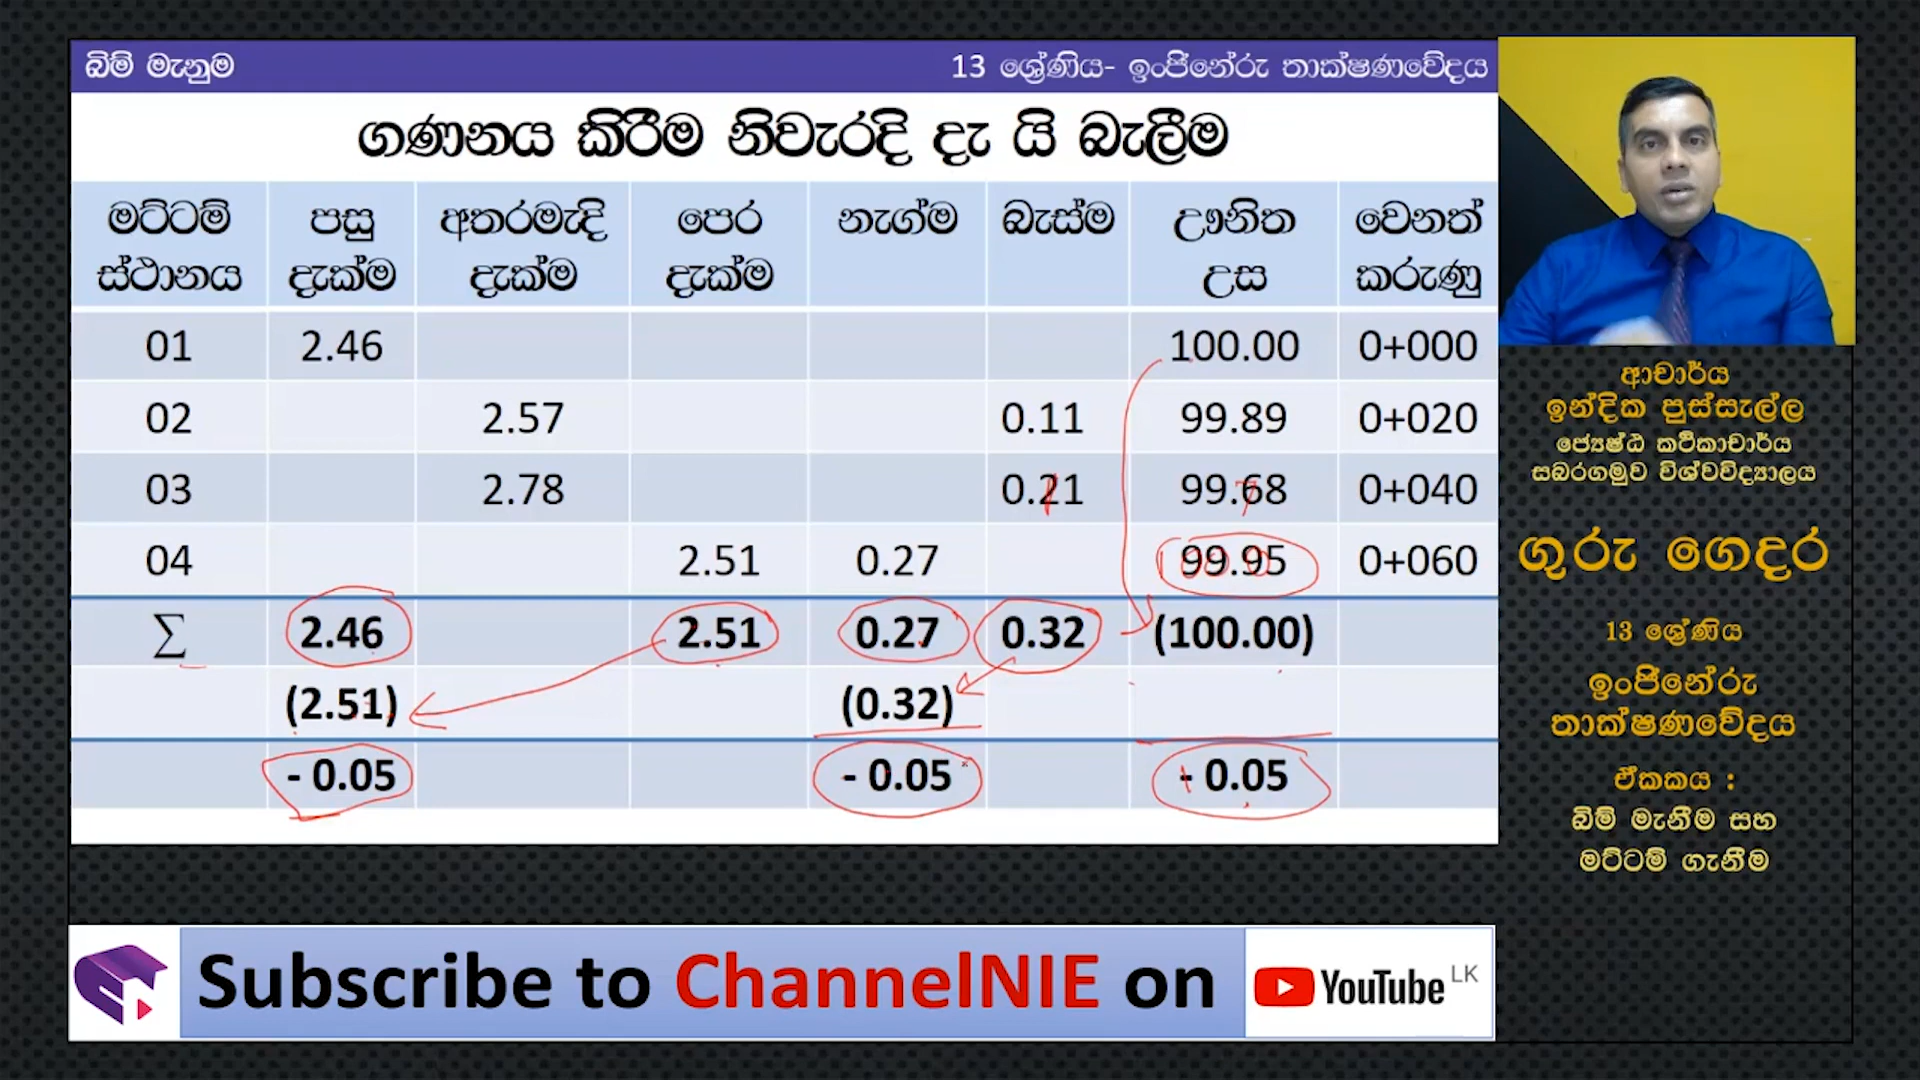 බිම් මැනුම
13 ශ්‍රේණිය- ඉංජිනේරු තාක්ෂණවේදය
ගණනය කිරීම නිවැරදි දැ යි බැලීම
මට්ටම් ස්ථානය පසු දැක්ම අතරමැදි දැක්ම පෙර දැක්ම නැග්ම බැස්ම ඌනිත උස වෙනත් කරුණු
01 2.46 100.00 0+000
02 2.57 0.11 99.89 0+020
03 2.78 0.21 99.68 0+040
04 2.51 0.27 99.95 0+060
∑ 2.46 2.51 0.27 0.32 (100.00)
(2.51) (0.32)
- 0.05 - 0.05 - 0.05
ආචාර්ය
ඉන්දික පුස්සැල්ල
ජ්‍යෙෂ්ඨ කථිකාචාර්ය
සබරගමුව විශ්වවිද්‍යාලය
ගුරු ගෙදර
13 ශ්‍රේණිය
ඉංජිනේරු
තාක්ෂණවේදය
ඒකකය :
බිම් මැනීම සහ
මට්ටම් ගැනීම
Subscribe to ChannelNIE on YouTube LK